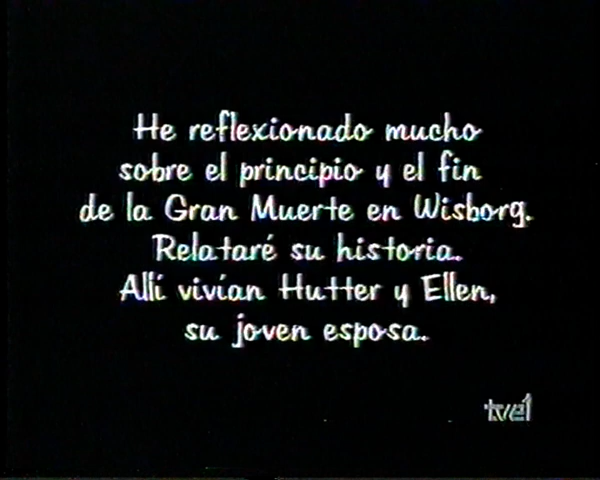 He reflexionado mucho
sobre el principio y el fin
de la Gran Muerte en Wisborg.
Relataré su historia.
Allí vivían Hutter y Ellen,
su joven esposa.
tve1